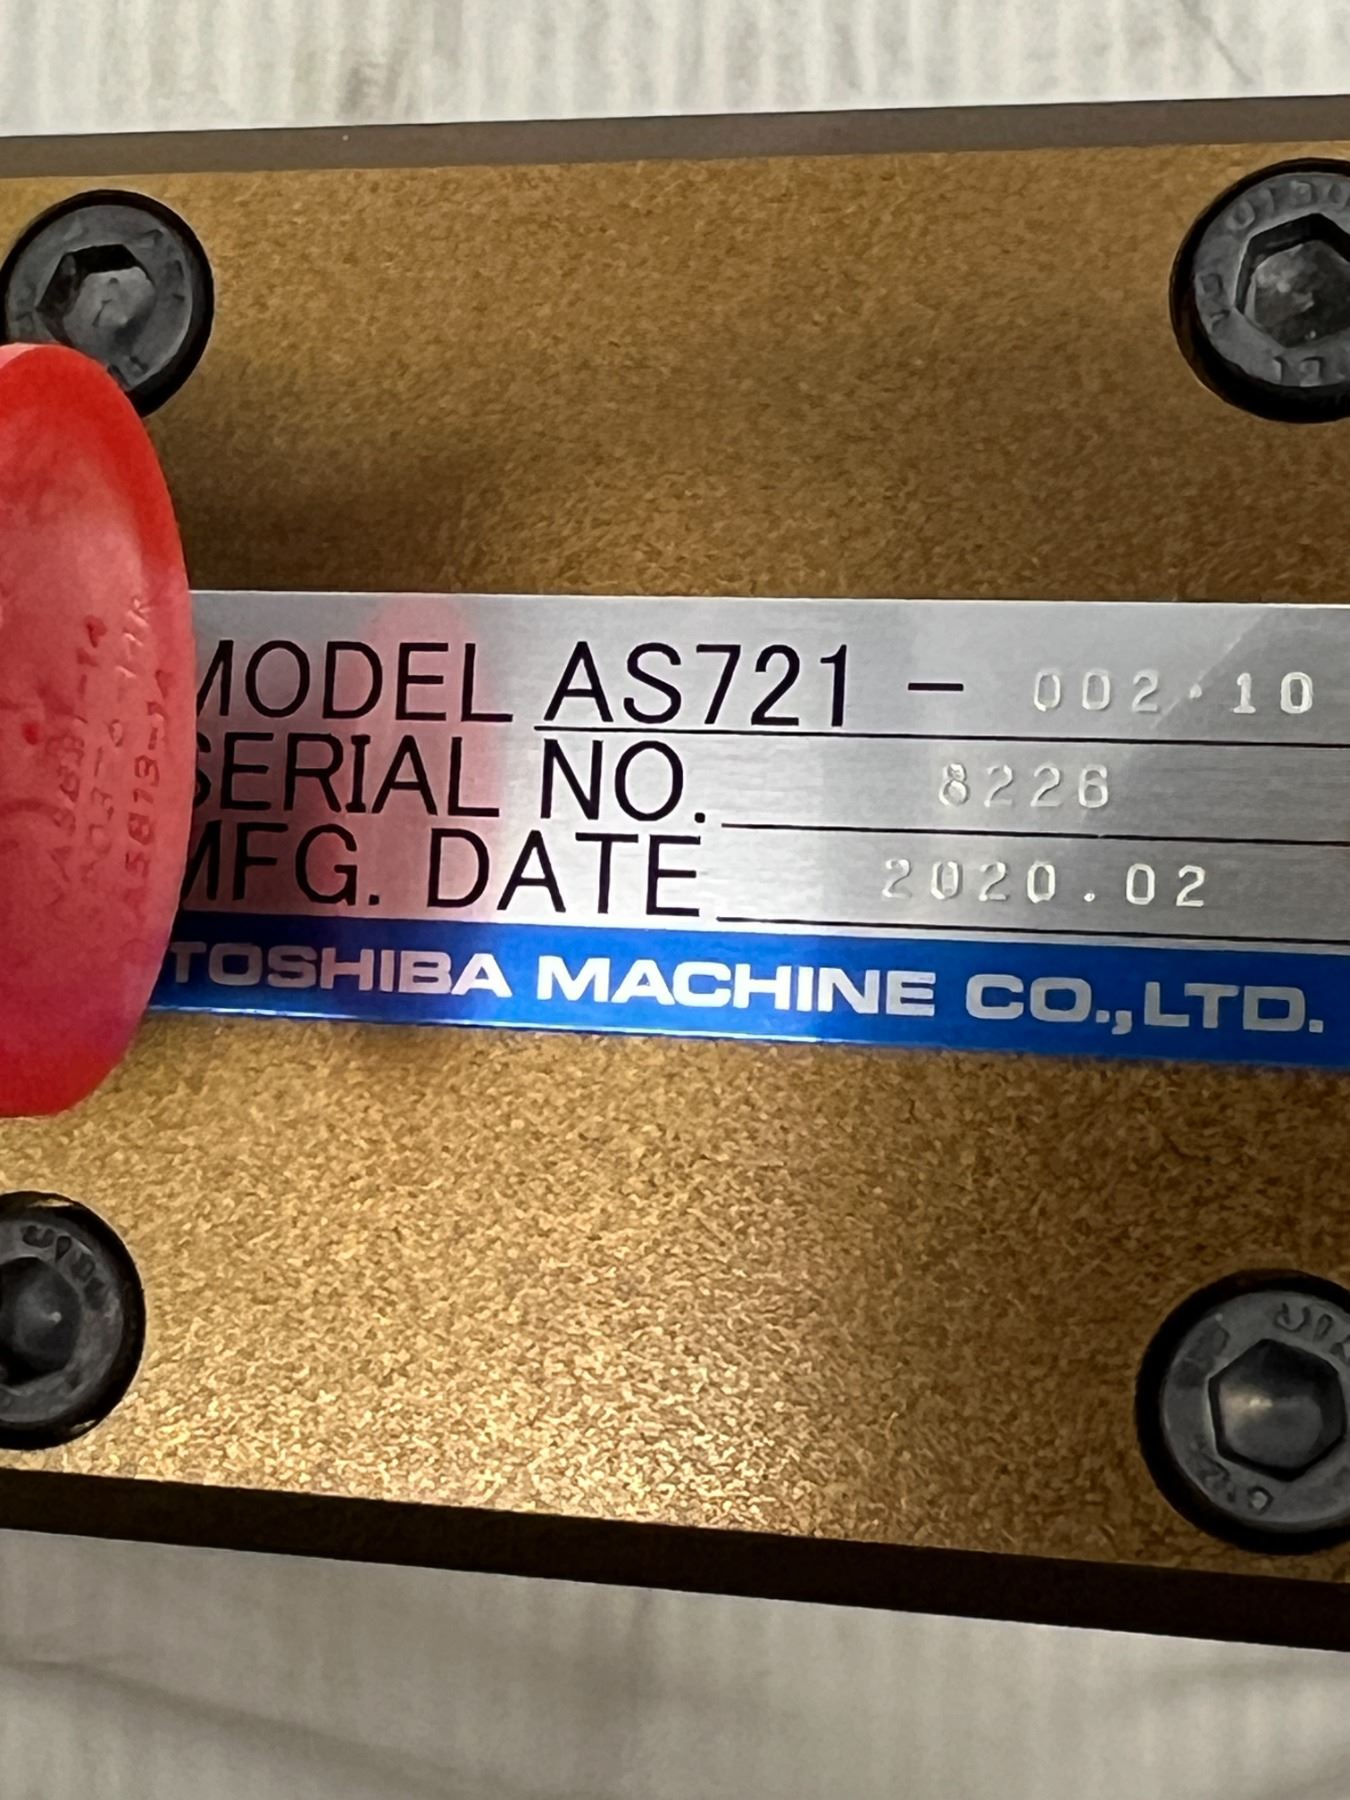 MODEL AS721 - 002-10
SERIAL NO. 8226
MFG. DATE 2020.02
TOSHIBA MACHINE CO.,LTD.